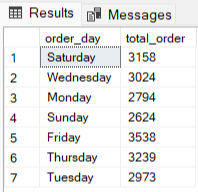 Results Messages
order_day total_order
1 Saturday 3158
2 Wednesday 3024
3 Monday 2794
4 Sunday 2624
5 Friday 3538
6 Thursday 3239
7 Tuesday 2973